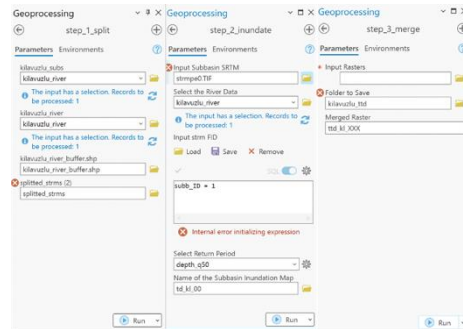 Geoprocessing
step_1_split
Parameters Environments
kilavuzlu_subs
kilavuzlu_river
The input has a selection. Records to
be processed: 1
kilavuzlu_river
kilavuzlu_river
The input has a selection. Records to
be processed: 1
kilavuzlu_river_buffer.shp
kilavuzlu_river_buffer.shp
splitted_strms (2)
splitted_strms
Run
Geoprocessing
step_2_inundate
Parameters Environments
Input Subbasin SRTM
strmpa0.TIF
Select the River Data
kilavuzlu_river
The input has a selection. Records to
be processed: 1
Input strm FID
Load Save Remove
SQL
subb_ID = 1
Internal error initializing expression
Select Return Period
depth_q50
Name of the Subbasin Inundation Map
td_kl_00
Run
Geoprocessing
step_3_merge
Parameters Environments
* Input Rasters
Folder to Save
kilavuzlu_ttd
Merged Raster
ttd_kl_XXX
Run